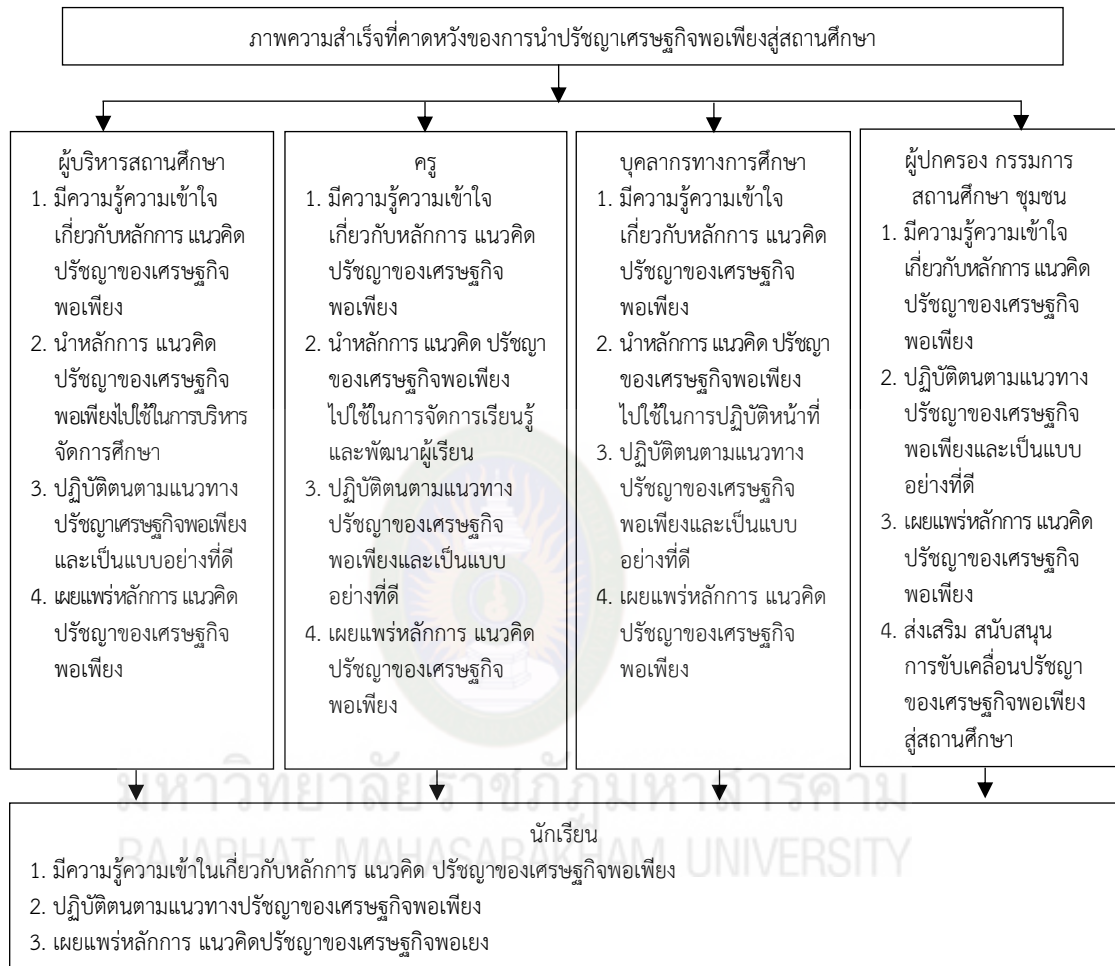 ภาพความสำเร็จที่คาดหวังของการนำปรัชญาเศรษฐกิจพอเพียงสู่สถานศึกษา
ผู้บริหารสถานศึกษา
1. มีความรู้ความเข้าใจ
เกี่ยวกับหลักการ แนวคิด
ปรัชญาของเศรษฐกิจ
พอเพียง
2. นำหลักการ แนวคิด
ปรัชญาของเศรษฐกิจ
พอเพียงไปใช้ในการบริหาร
จัดการศึกษา
3. ปฏิบัติตนตามแนวทาง
ปรัชญาเศรษฐกิจพอเพียง
และเป็นแบบอย่างที่ดี
4. เผยแพร่หลักการ แนวคิด
ปรัชญาของเศรษฐกิจ
พอเพียง
ครู
1. มีความรู้ความเข้าใจ
เกี่ยวกับหลักการ แนวคิด
ปรัชญาของเศรษฐกิจ
พอเพียง
2. นำหลักการ แนวคิด ปรัชญา
ของเศรษฐกิจพอเพียง
ไปใช้ในการจัดการเรียนรู้
และพัฒนาผู้เรียน
3. ปฏิบัติตนตามแนวทาง
ปรัชญาของเศรษฐกิจ
พอเพียงและเป็นแบบ
อย่างที่ดี
4. เผยแพร่หลักการ แนวคิด
ปรัชญาของเศรษฐกิจ
พอเพียง
บุคลากรทางการศึกษา
1. มีความรู้ความเข้าใจ
เกี่ยวกับหลักการ แนวคิด
ปรัชญาของเศรษฐกิจ
พอเพียง
2. นำหลักการ แนวคิด ปรัชญา
ของเศรษฐกิจพอเพียง
ไปใช้ในการปฏิบัติหน้าที่
3. ปฏิบัติตนตามแนวทาง
ปรัชญาของเศรษฐกิจ
พอเพียงและเป็นแบบ
อย่างที่ดี
4. เผยแพร่หลักการ แนวคิด
ปรัชญาของเศรษฐกิจ
พอเพียง
ผู้ปกครอง กรรมการ
สถานศึกษา ชุมชน
1. มีความรู้ความเข้าใจ
เกี่ยวกับหลักการ แนวคิด
ปรัชญาของเศรษฐกิจ
พอเพียง
2. ปฏิบัติตนตามแนวทาง
ปรัชญาของเศรษฐกิจ
พอเพียงและเป็นแบบ
อย่างที่ดี
3. เผยแพร่หลักการ แนวคิด
ปรัชญาของเศรษฐกิจ
พอเพียง
4. ส่งเสริม สนับสนุน
การขับเคลื่อนปรัชญา
ของเศรษฐกิจพอเพียง
สู่สถานศึกษา
มหาวิทยาลัยราชภัฏมหาสารคาม
RAJABHAT MAHASARAKHAM UNIVERSITY
นักเรียน
1. มีความรู้ความเข้าในเกี่ยวกับหลักการ แนวคิด ปรัชญาของเศรษฐกิจพอเพียง
2. ปฏิบัติตนตามแนวทางปรัชญาของเศรษฐกิจพอเพียง
3. เผยแพร่หลักการ แนวคิดปรัชญาของเศรษฐกิจพอเยง